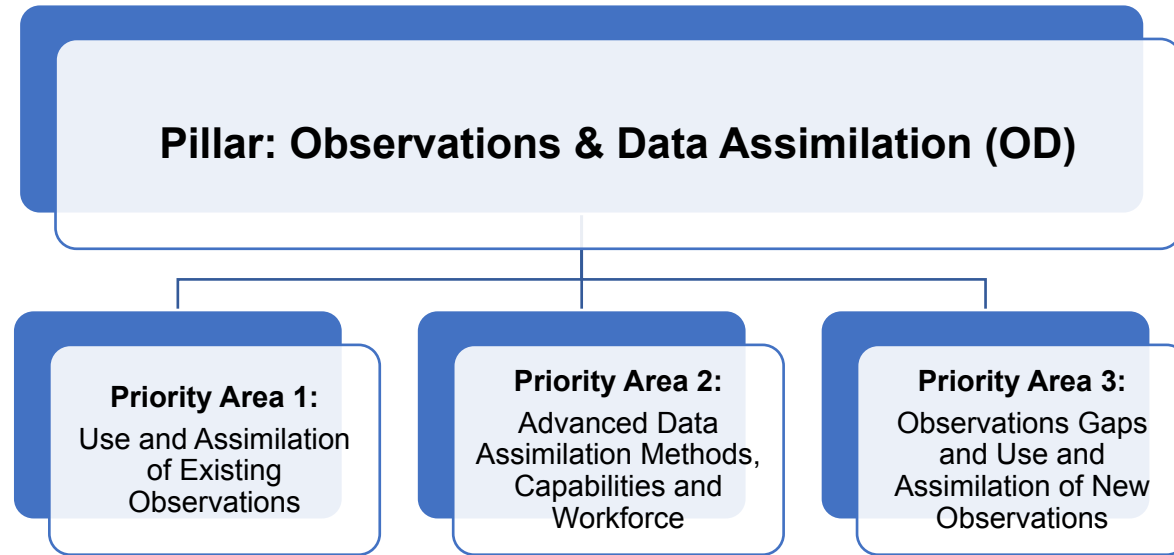 Pillar: Observations & Data Assimilation (OD)
Priority Area 1:
Use and Assimilation
of Existing
Observations
Priority Area 2:
Advanced Data
Assimilation Methods,
Capabilities and
Workforce
Priority Area 3:
Observations Gaps
and Use and
Assimilation of New
Observations